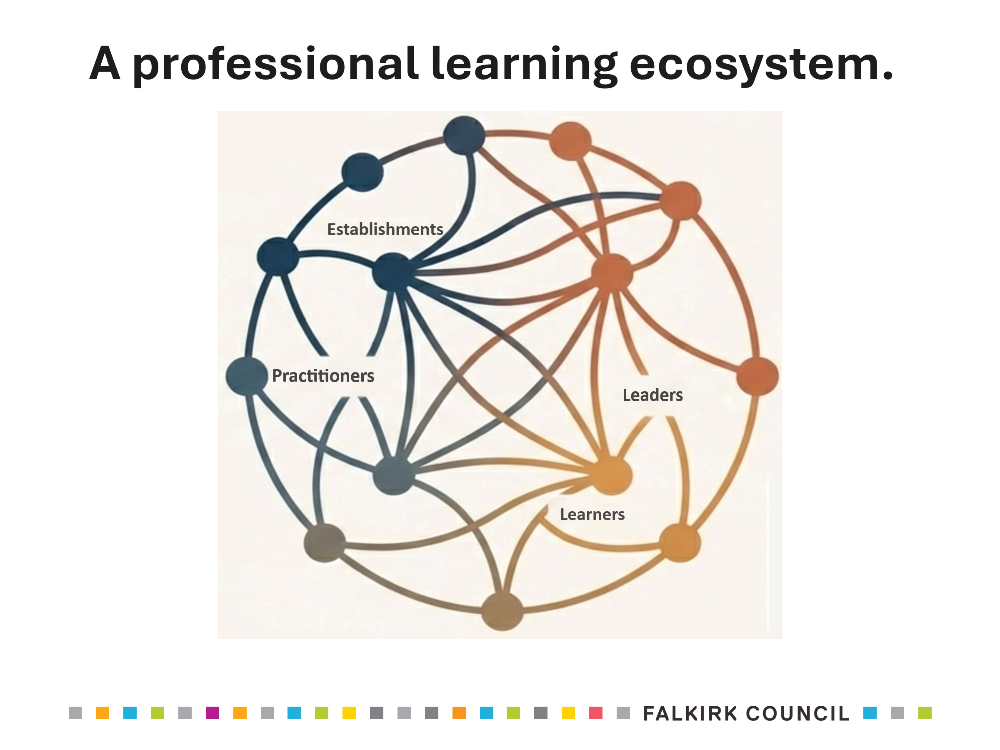 A professional learning ecosystem.
Establishments
Practitioners
Leaders
Learners
FALKIRK COUNCIL